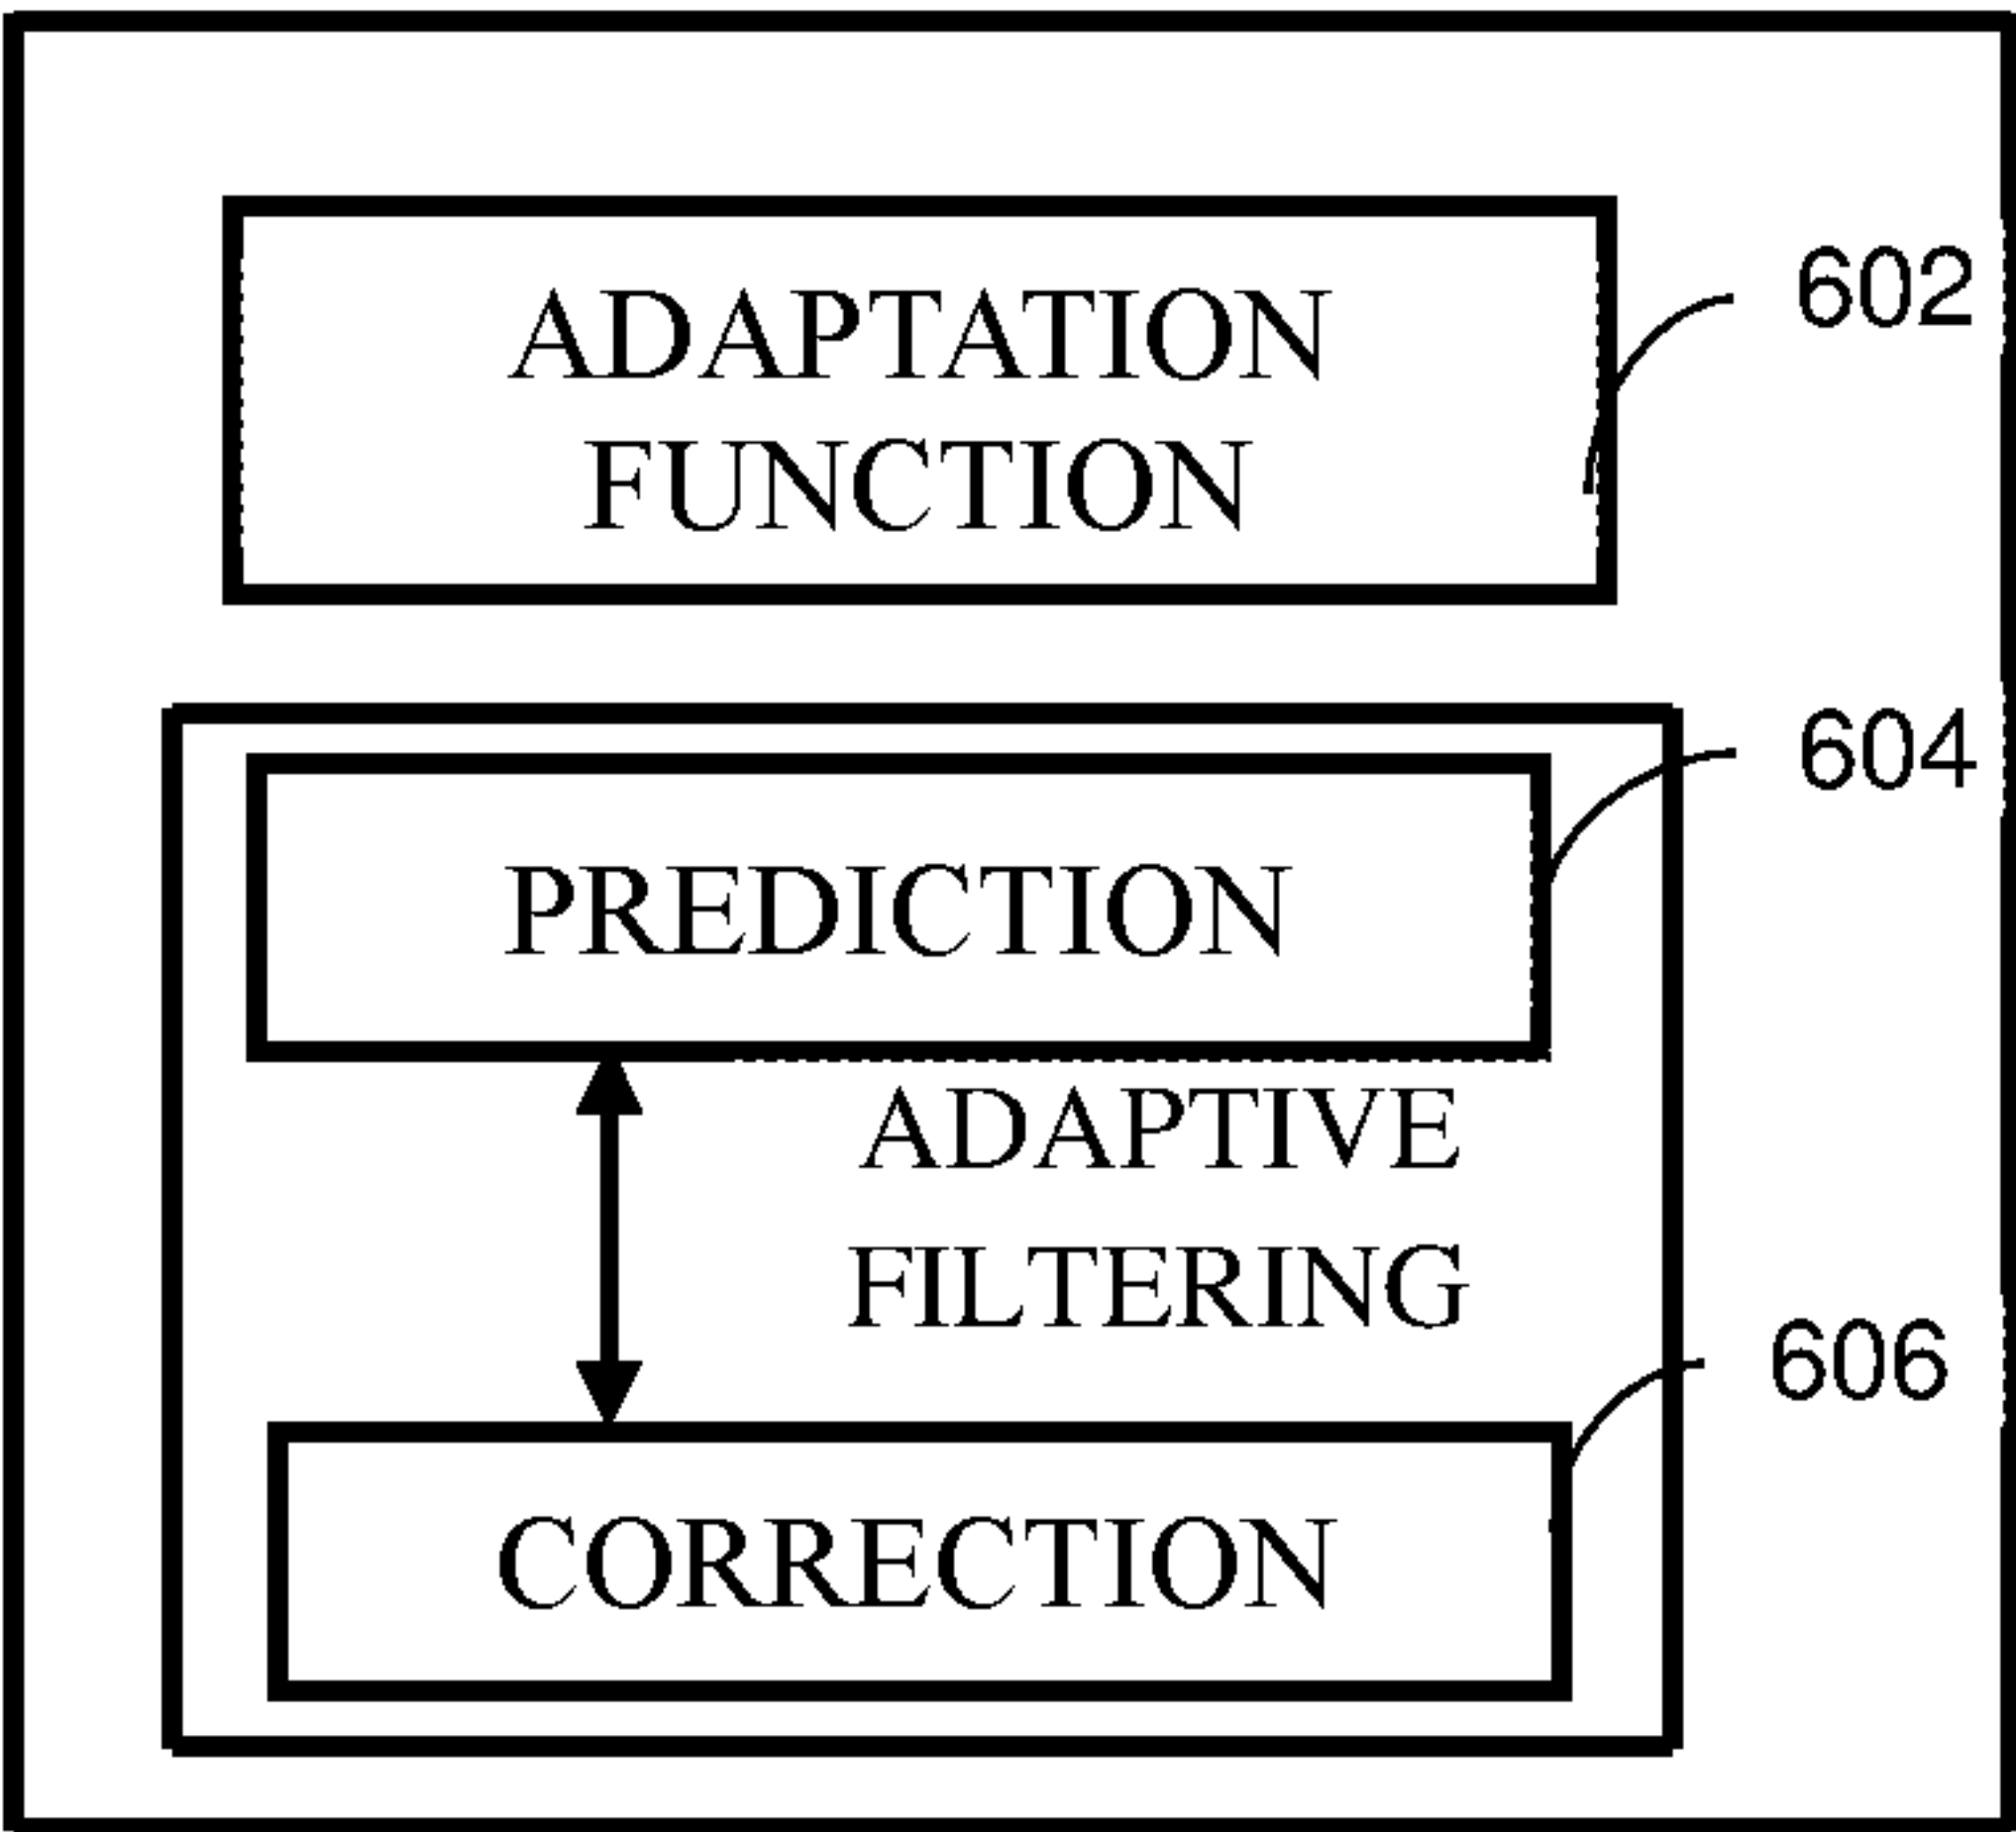 ADAPTATION
FUNCTION
602
604
PREDICTION
ADAPTIVE
FILTERING
606
CORRECTION